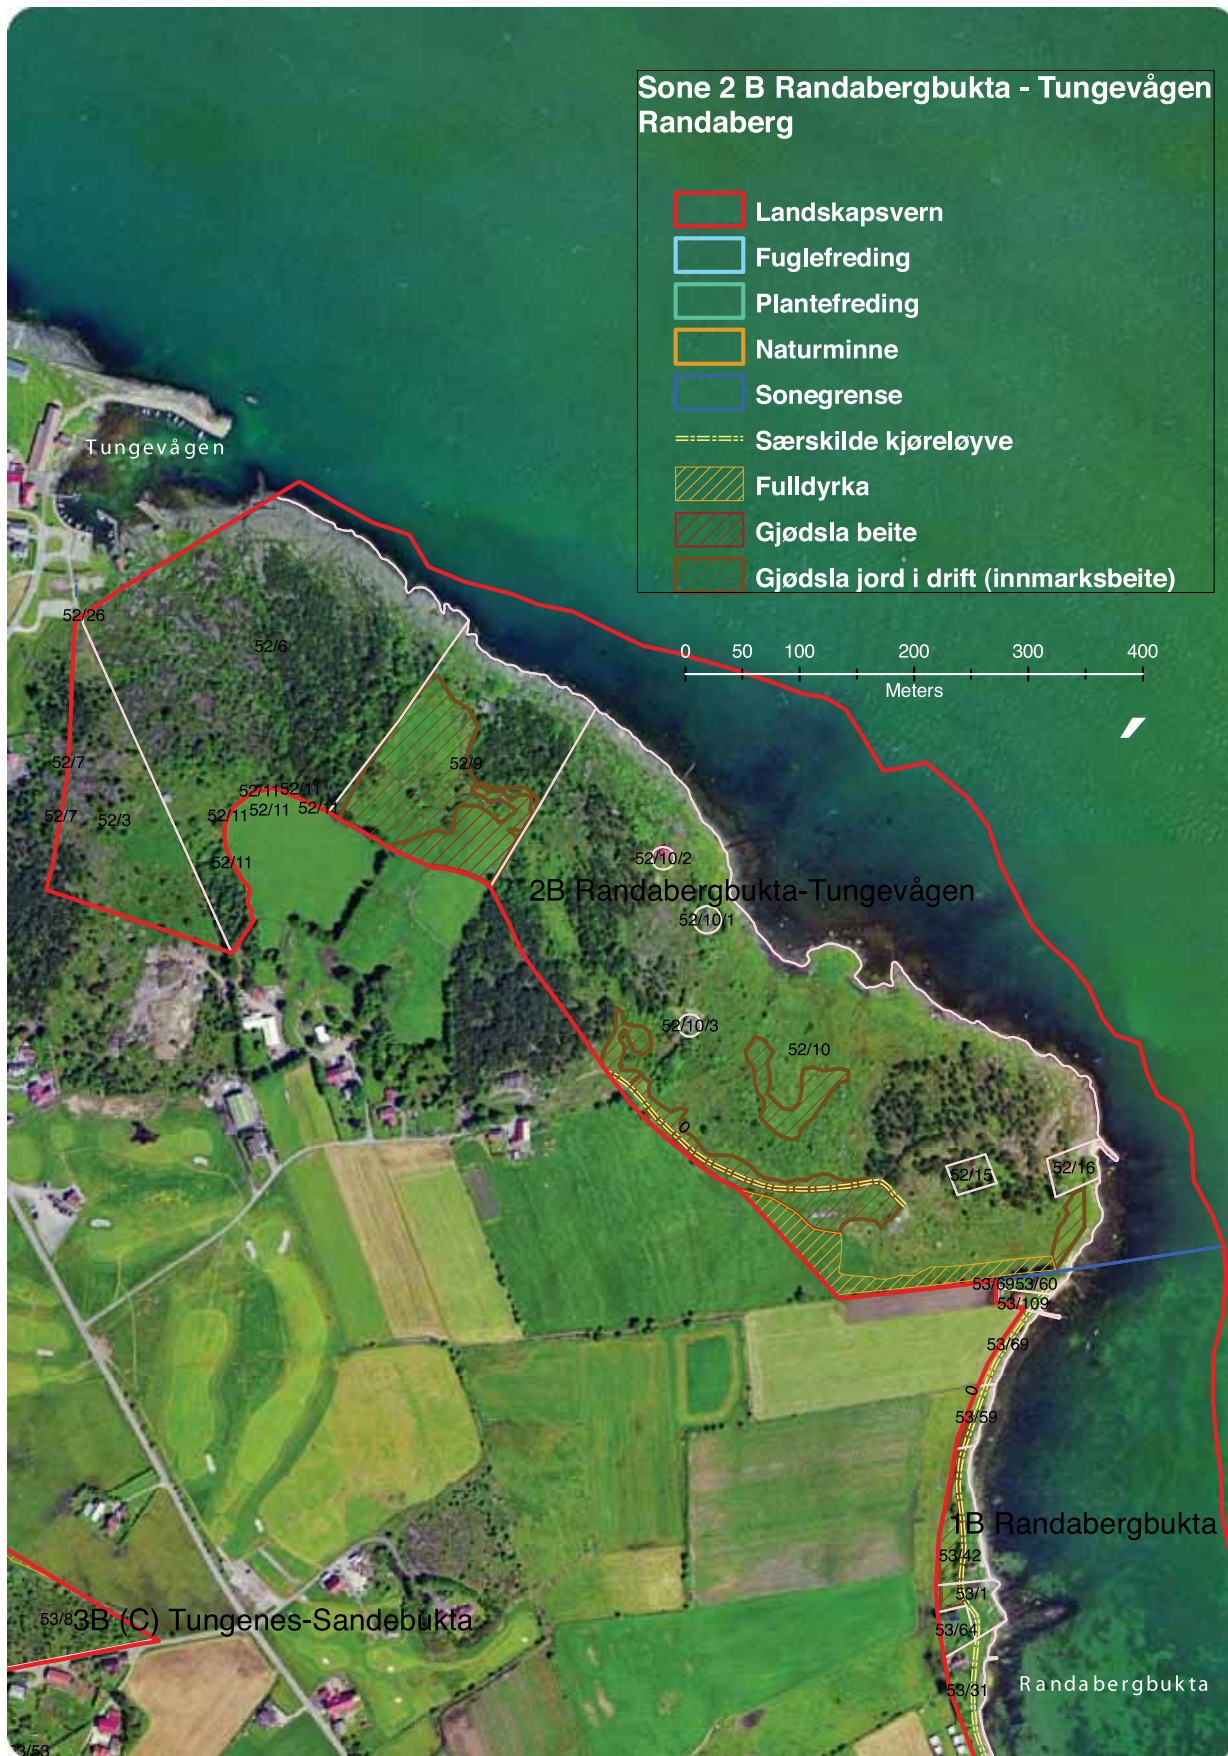 Sone 2 B Randabergbukta - Tungevågen
Randaberg
Landskapsvern
Fuglefreding
Plantefreding
Naturminne
Sonegrense
Særskilde kjøreløyve
Fulldyrka
Gjødsla beite
Gjødsla jord i drift (innmarksbeite)
Tungevågen
52/26
52/6
0 50 100 200 300 400
Meters
52/7
52/9
52/11
52/11
52/7
52/3
52/11
52/11
52/11
52/11
52/10/2
2B Randabergbukta-Tungevågen
52/10/1
52/10/3
52/10
0
52/15
52/16
53/69
53/60
53/109
53/69
0
53/59
1B Randabergbukta
53/42
53/1
53/8
3B (C) Tungenes-Sandebukta
53/64
Randabergbukta
53/31
3/53